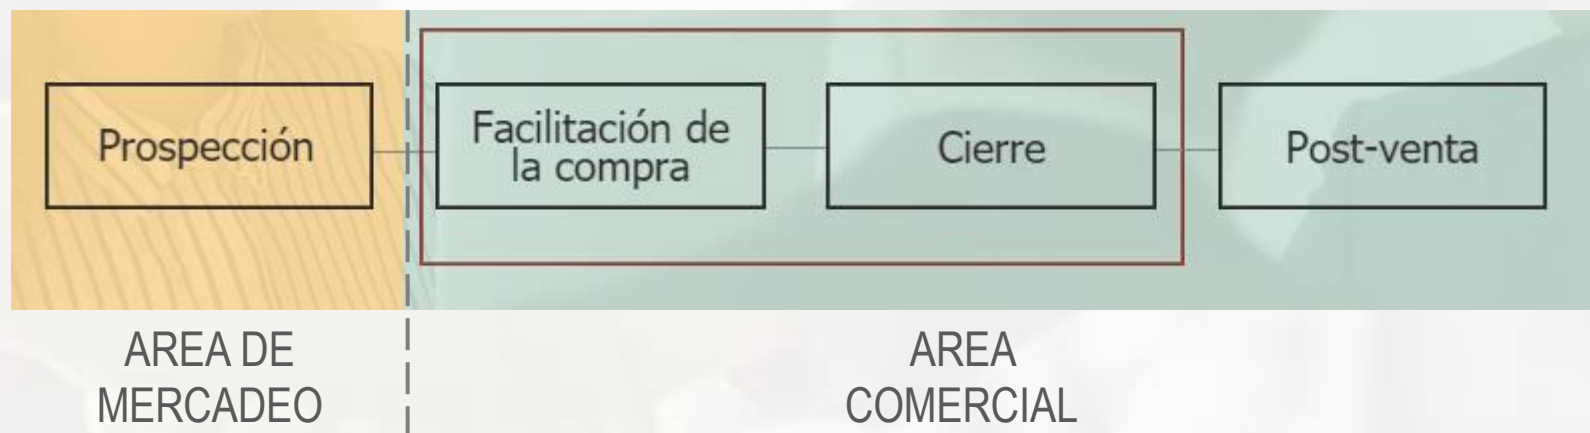 Prospección
Facilitación de
la compra
Cierre
Post-venta
AREA DE
MERCADEO
AREA
COMERCIAL